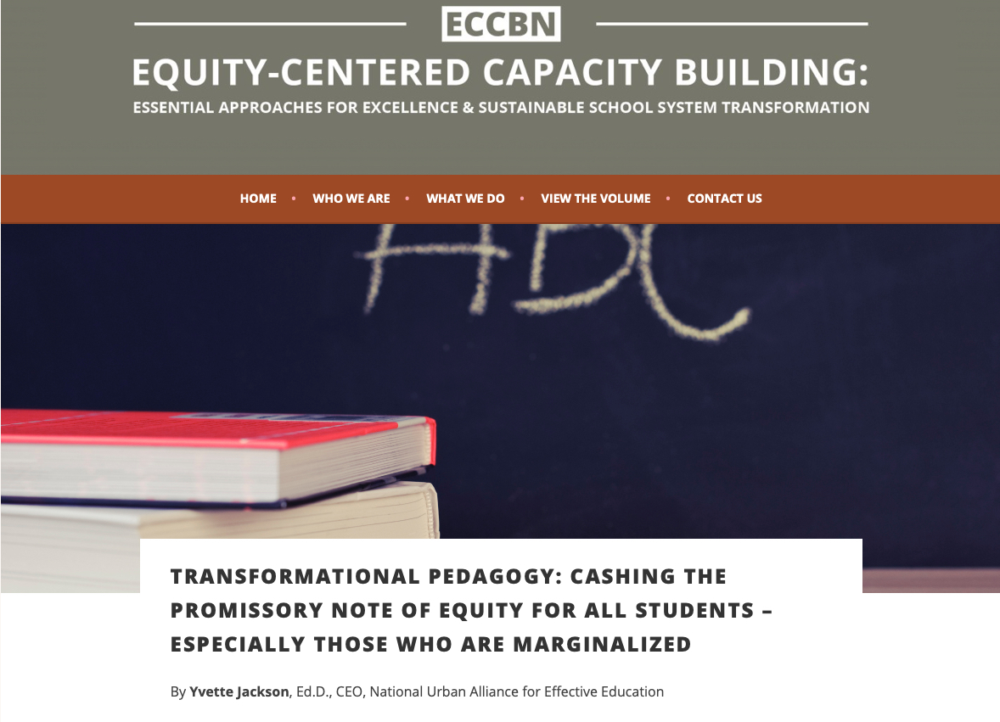 ECCBN
EQUITY-CENTERED CAPACITY BUILDING:
ESSENTIAL APPROACHES FOR EXCELLENCE & SUSTAINABLE SCHOOL SYSTEM TRANSFORMATION
HOME • WHO WE ARE • WHAT WE DO • VIEW THE VOLUME • CONTACT US
ABC
TRANSFORMATIONAL PEDAGOGY: CASHING THE
PROMISSORY NOTE OF EQUITY FOR ALL STUDENTS –
ESPECIALLY THOSE WHO ARE MARGINALIZED
By Yvette Jackson, Ed.D., CEO, National Urban Alliance for Effective Education